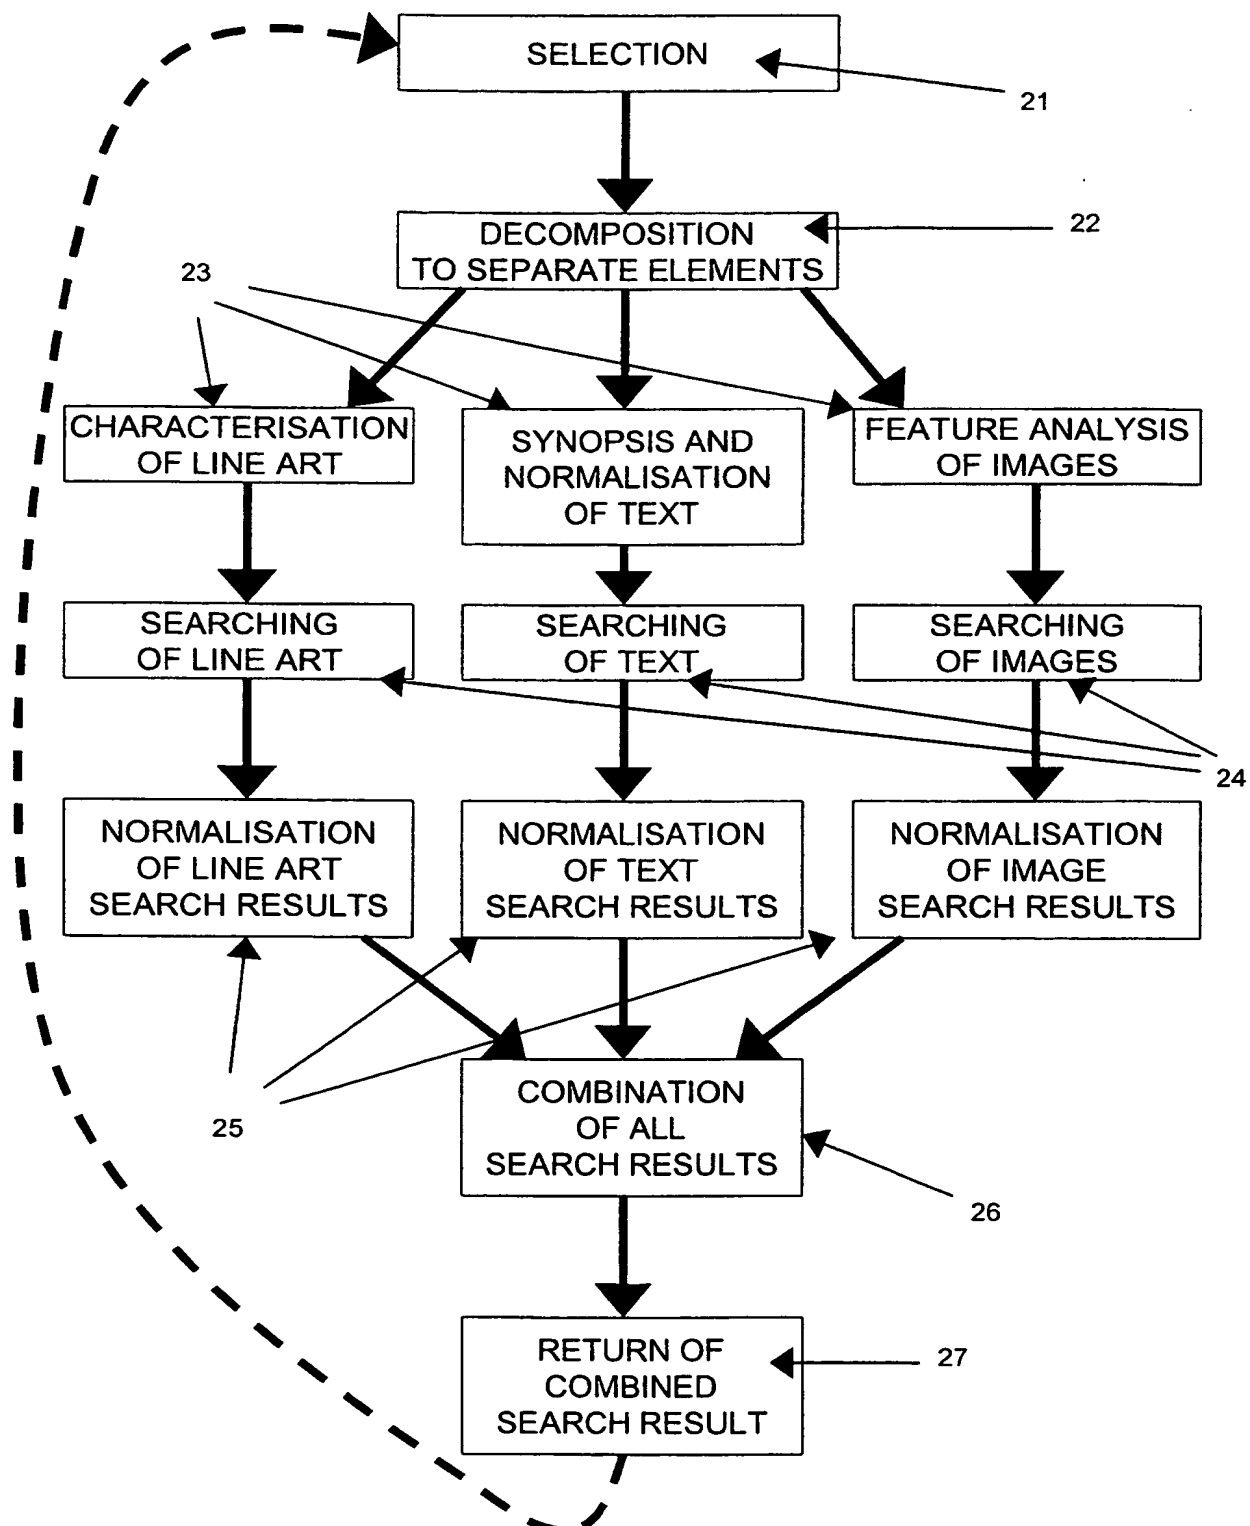 SELECTION
21
DECOMPOSITION
TO SEPARATE ELEMENTS
22
23
CHARACTERISATION
OF LINE ART
SYNOPSIS AND
NORMALISATION
OF TEXT
FEATURE ANALYSIS
OF IMAGES
SEARCHING
OF LINE ART
SEARCHING
OF TEXT
SEARCHING
OF IMAGES
24
NORMALISATION
OF LINE ART
SEARCH RESULTS
NORMALISATION
OF TEXT
SEARCH RESULTS
NORMALISATION
OF IMAGE
SEARCH RESULTS
25
COMBINATION
OF ALL
SEARCH RESULTS
26
RETURN OF
COMBINED
SEARCH RESULT
27